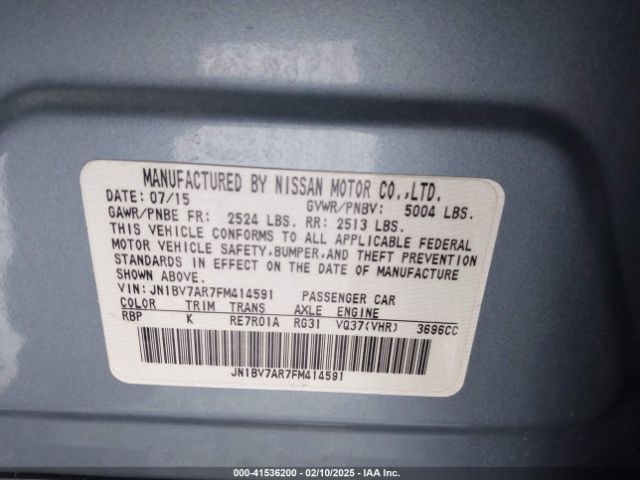 MANUFACTURED BY NISSAN MOTOR CO.,LTD.
DATE: 07/15 GVWR/PNBV: 5004 LBS.
GAWR/PNBE FR: 2524 LBS. RR: 2513 LBS.
THIS VEHICLE CONFORMS TO ALL APPLICABLE FEDERAL
MOTOR VEHICLE SAFETY,BUMPER,AND THEFT PREVENTION
STANDARDS IN EFFECT ON THE DATE OF MANUFACTURE
SHOWN ABOVE.
VIN: JN1BV7AR7FM414591 PASSENGER CAR
COLOR TRIM TRANS AXLE ENGINE
RBP K RE7R01A RG31 VQ37(VHR) 3696CC
JN1BV7AR7FM414591
000-41536200 — 02/10/2025 — IAA Inc.